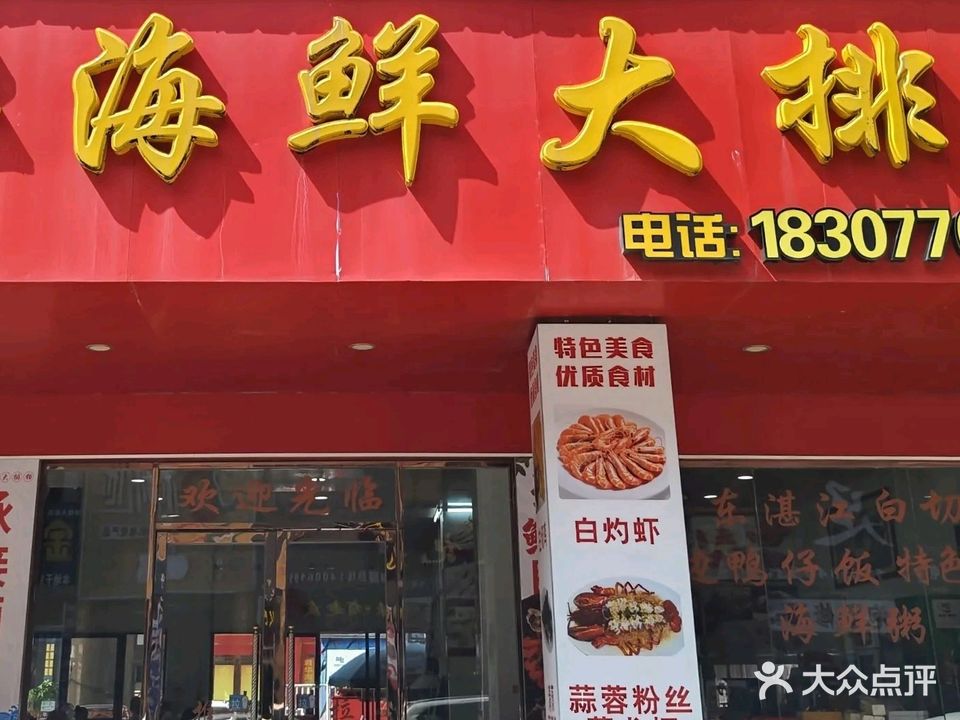 海鲜大排
电话:1830770
特色美食
优质食材
白灼虾
蒜蓉粉丝
欢迎光临
东湛江白切
鸭仔饭特色
海鲜粥
大众点评